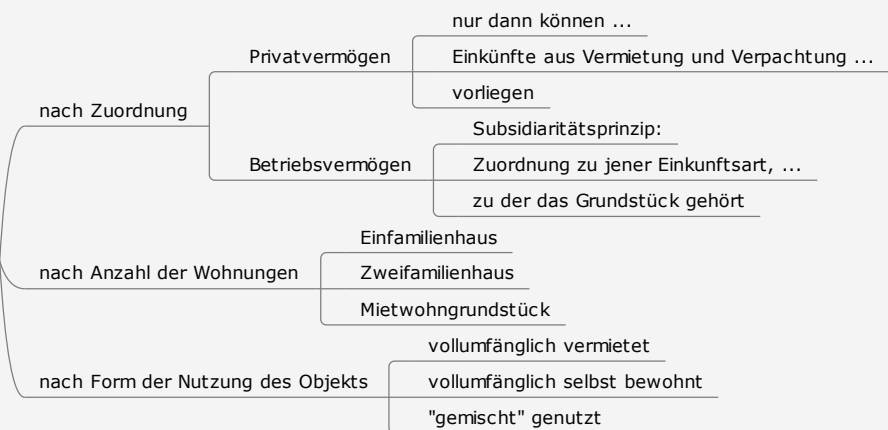 nach Zuordnung
Privatvermögen
nur dann können ...
Einkünfte aus Vermietung und Verpachtung ...
vorliegen
Betriebsvermögen
Subsidiaritätsprinzip:
Zuordnung zu jener Einkunftsart, ...
zu der das Grundstück gehört
nach Anzahl der Wohnungen
Einfamilienhaus
Zweifamilienhaus
Mietwohngrundstück
nach Form der Nutzung des Objekts
vollumfänglich vermietet
vollumfänglich selbst bewohnt
"gemischt" genutzt